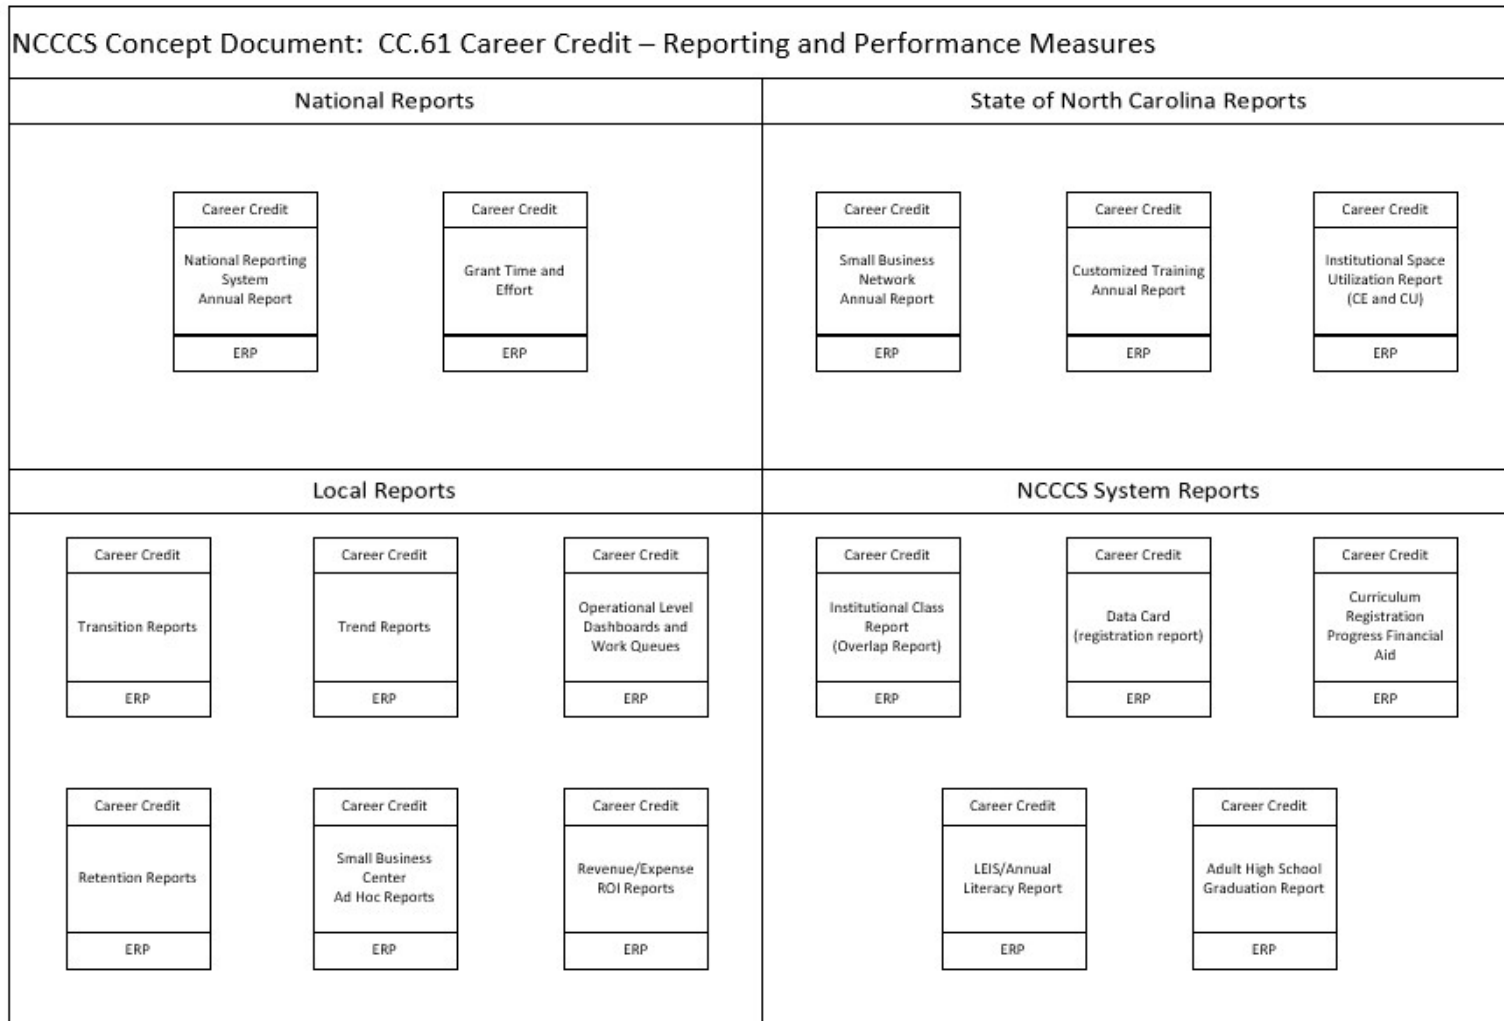 NCCCS Concept Document:  CC.61 Career Credit – Reporting and Performance Measures
National Reports
Career Credit
National Reporting
System
Annual Report
ERP
Career Credit
Grant Time and
Effort
ERP
State of North Carolina Reports
Career Credit
Small Business
Network
Annual Report
ERP
Career Credit
Customized Training
Annual Report
ERP
Career Credit
Institutional Space
Utilization Report
(CE and CU)
ERP
Local Reports
Career Credit
Transition Reports
ERP
Career Credit
Trend Reports
ERP
Career Credit
Operational Level
Dashboards and
Work Queues
ERP
Career Credit
Retention Reports
ERP
Career Credit
Small Business
Center
Ad Hoc Reports
ERP
Career Credit
Revenue/Expense
ROI Reports
ERP
NCCCS System Reports
Career Credit
Institutional Class
Report
(Overlap Report)
ERP
Career Credit
Data Card
(registration report)
ERP
Career Credit
Curriculum
Registration
Progress Financial
Aid
ERP
Career Credit
LEIS/Annual
Literacy Report
ERP
Career Credit
Adult High School
Graduation Report
ERP